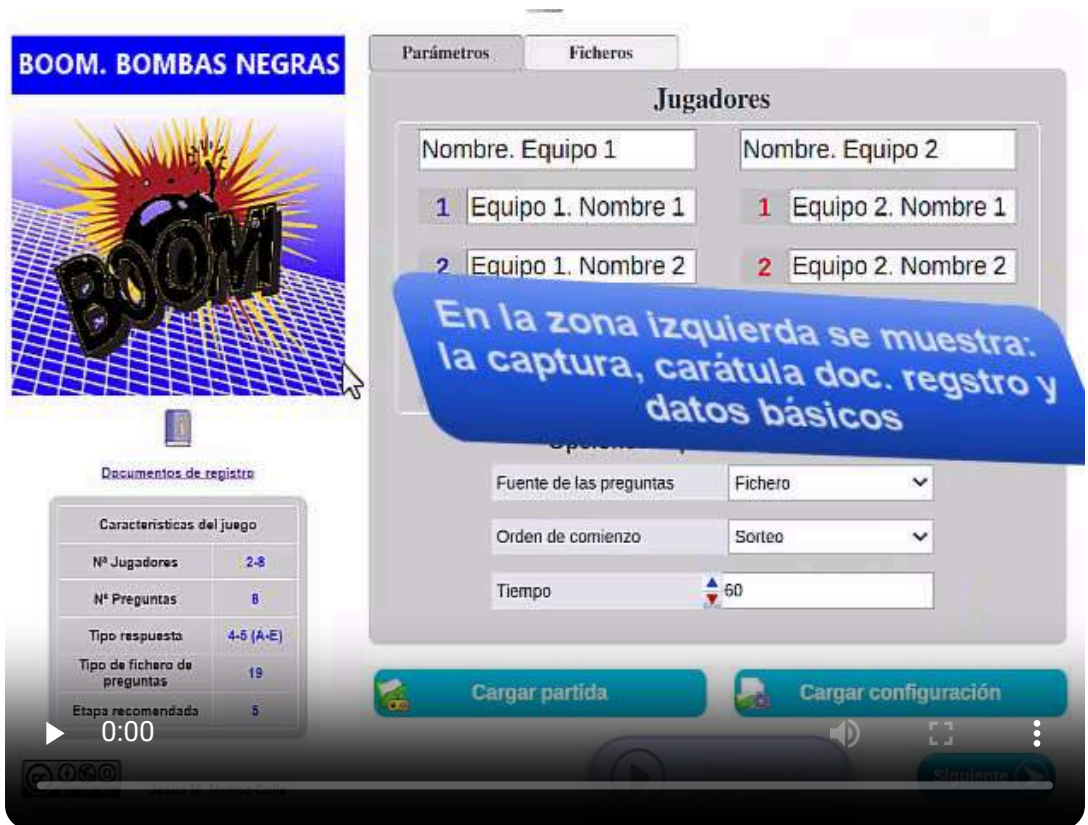 BOOM. BOMBAS NEGRAS
BOOM
Documentos de registro
Características del juego
Nº Jugadores 2-8
Nº Preguntas 8
Tipo respuesta 4-5 (A-E)
Tipo de fichero de
preguntas 19
Etapa recomendada 5
Parámetros Ficheros
Jugadores
Nombre. Equipo 1 Nombre. Equipo 2
1 Equipo 1. Nombre 1 1 Equipo 2. Nombre 1
2 Equipo 1. Nombre 2 2 Equipo 2. Nombre 2
En la zona izquierda se muestra:
la captura, carátula doc. regstro y
datos básicos
Fuente de las preguntas Fichero
Orden de comienzo Sorteo
Tiempo 60
Cargar partida Cargar configuración
0:00
Siguiente